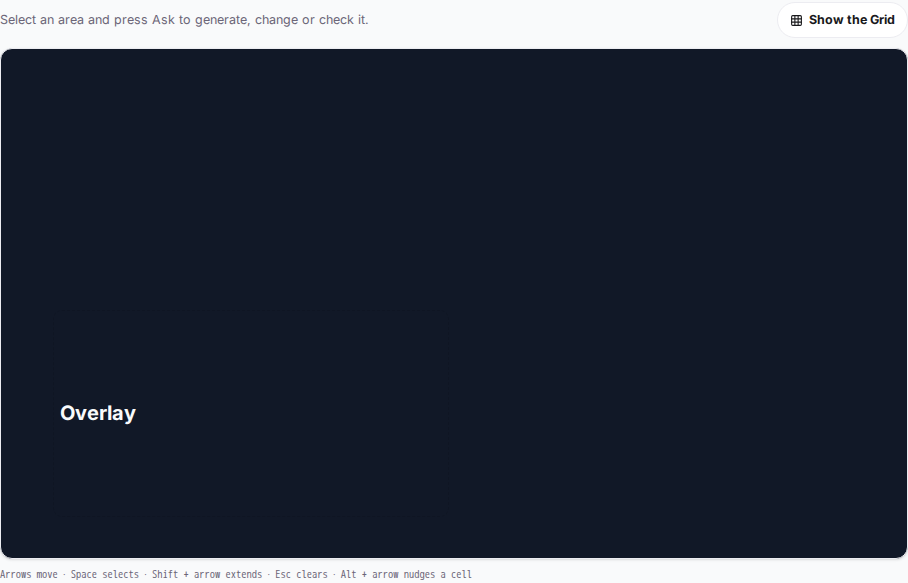 Select an area and press Ask to generate, change or check it.
Show the Grid
Overlay
Arrows move · Space selects · Shift + arrow extends · Esc clears · Alt + arrow nudges a cell